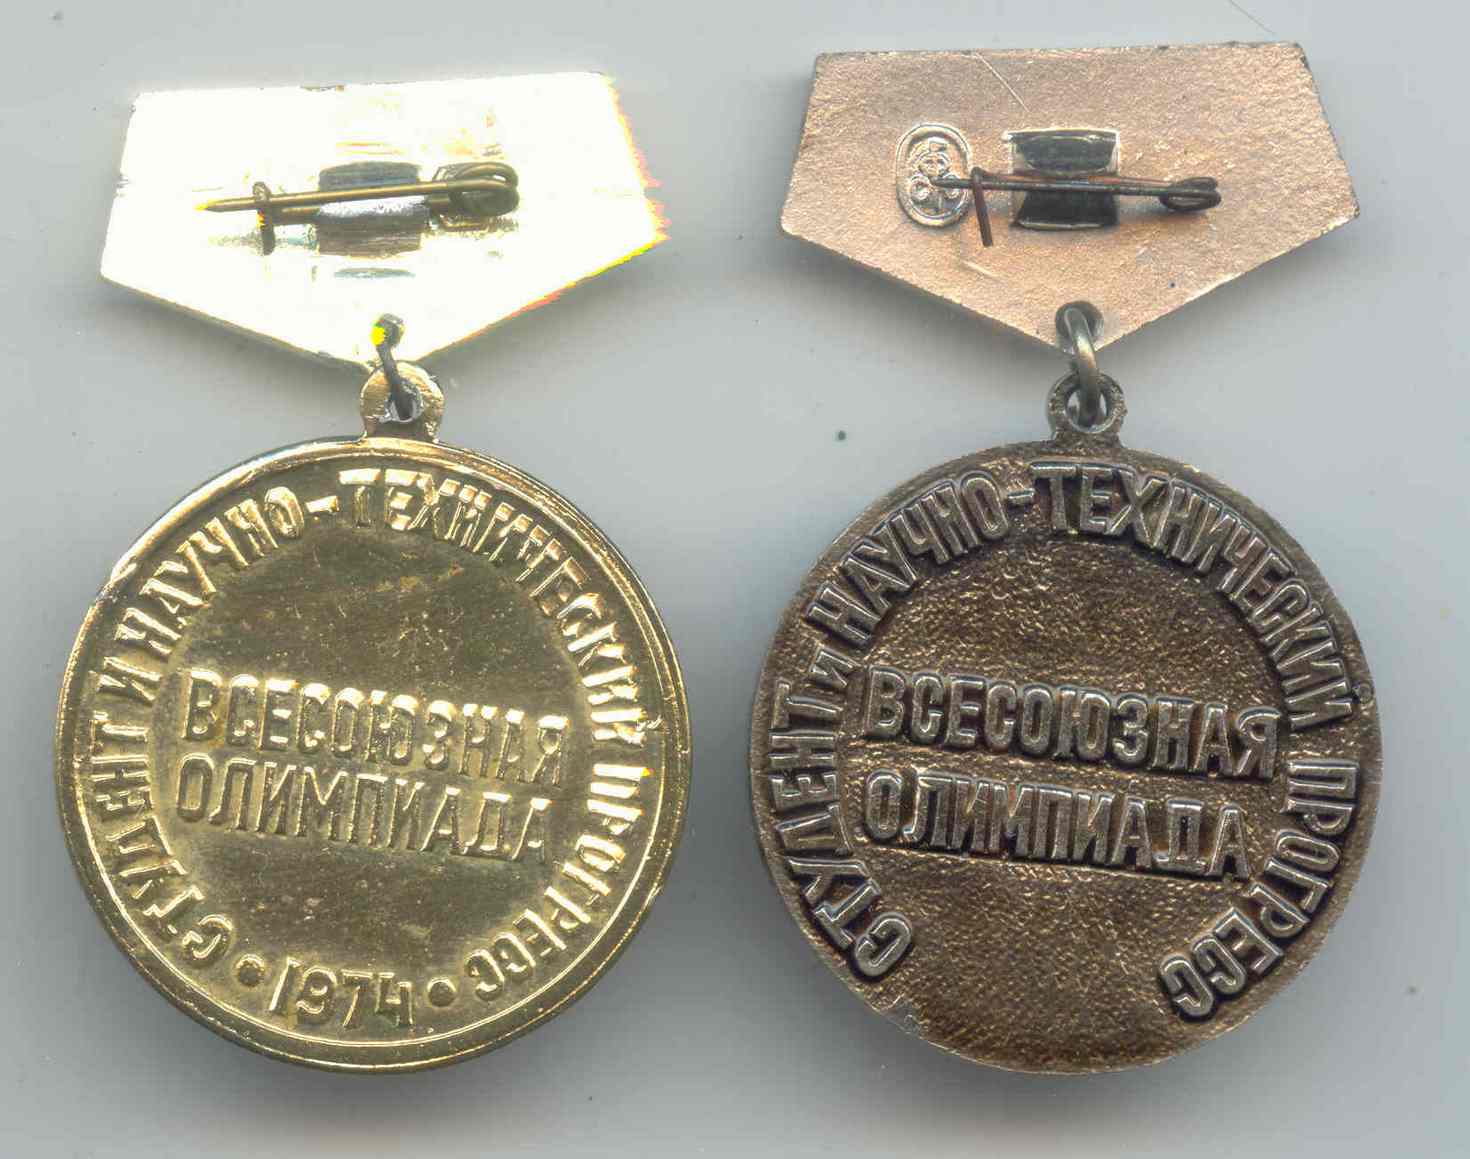 СТУДЕНТ И НАУЧНО-ТЕХНИЧЕСКИЙ ПРОГРЕСС
ВСЕСОЮЗНАЯ
ОЛИМПИАДА
• 1974 •
СТУДЕНТ и НАУЧНО-ТЕХНИЧЕСКИЙ ПРОГРЕСС
ВСЕСОЮЗНАЯ
ОЛИМПИАДА